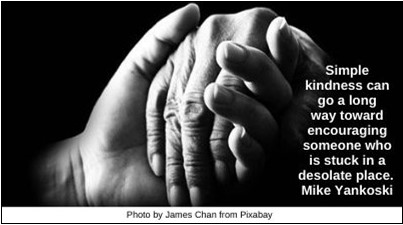 Simple
kindness can
go a long
way toward
encouraging
someone who
is stuck in a
desolate place.
Mike Yankoski
Photo by James Chan from Pixabay